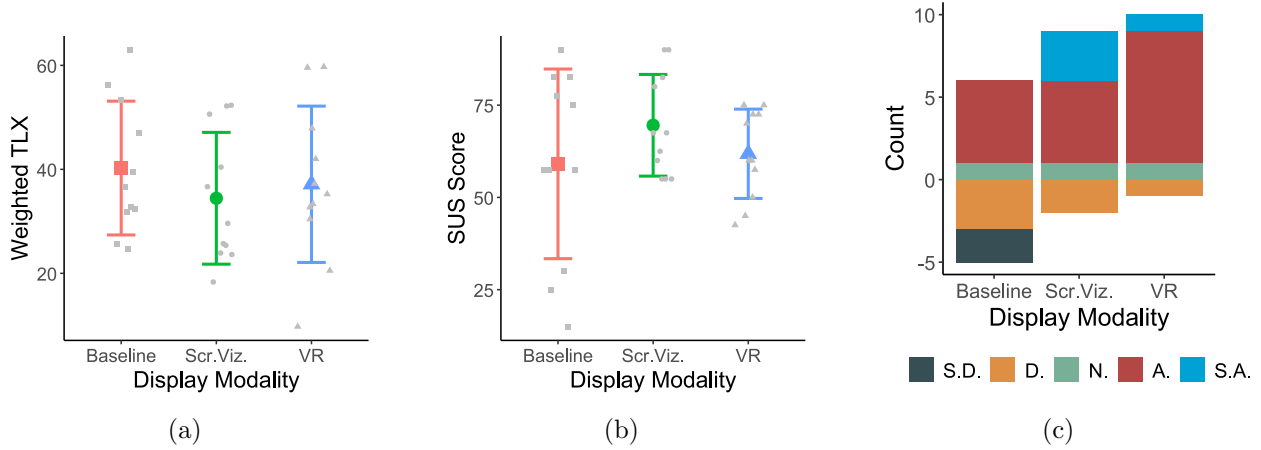 60
40
20
Weighted TLX
Baseline Scr.Viz. VR
Display Modality
(a)
75
50
25
SUS Score
Baseline Scr.Viz. VR
Display Modality
(b)
10
5
0
-5
Count
Baseline Scr.Viz. VR
Display Modality
S.D. D. N. A. S.A.
(c)